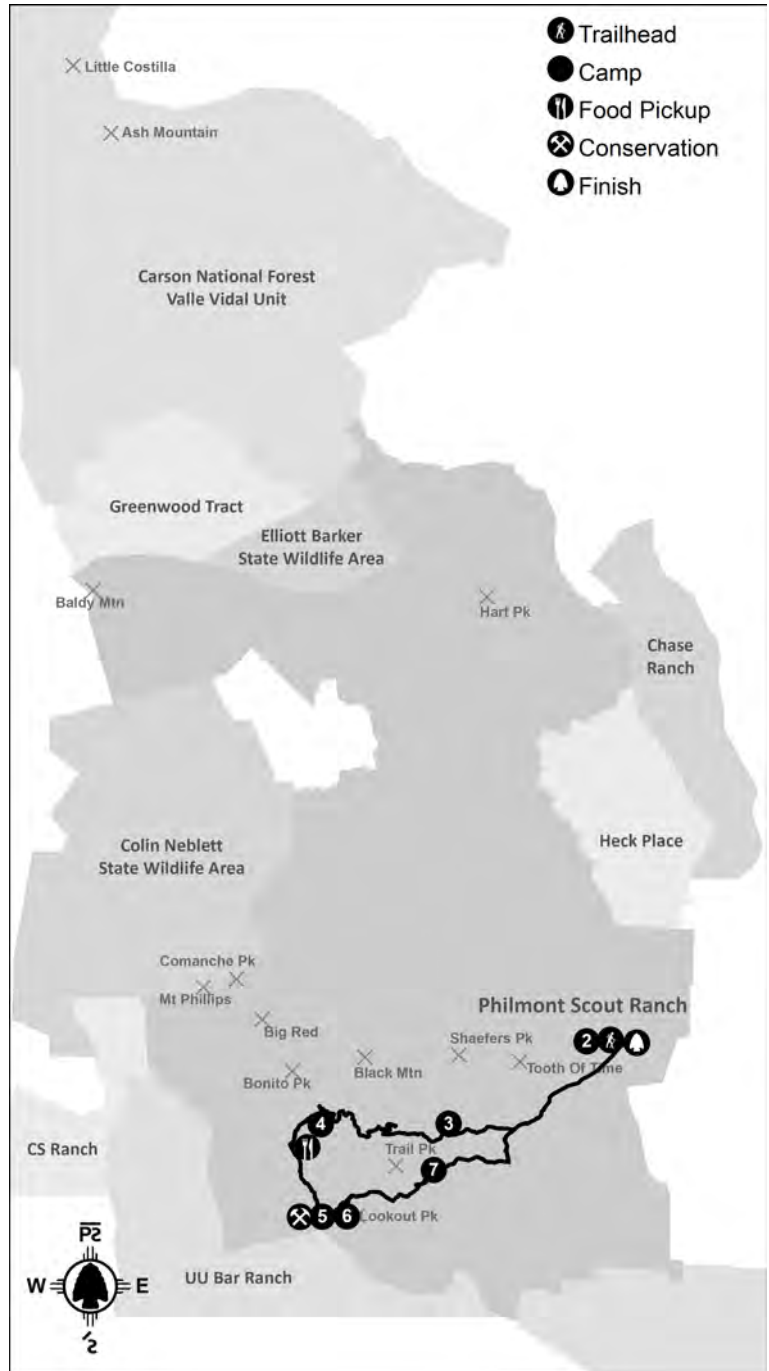 Trailhead
Camp
Food Pickup
Conservation
Finish
Little Costilla
Ash Mountain
Carson National Forest
Valle Vidal Unit
Greenwood Tract
Elliott Barker
State Wildlife Area
Baldy Mtn
Hart Pk
Chase
Ranch
Heck Place
Colin Neblett
State Wildlife Area
Comanche Pk
Mt Phillips
Big Red
Bonito Pk
Black Mtn
Shaefers Pk
Tooth Of Time
Philmont Scout Ranch
2
4
3
Trail Pk
7
5 6
Lookout Pk
CS Ranch
UU Bar Ranch
W E
S